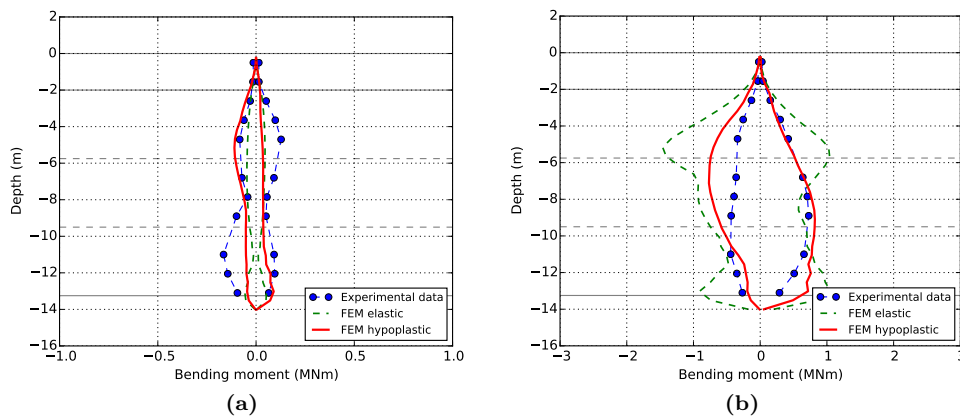 2
0
−2
−4
−6
−8
−10
−12
−14
−16
Depth (m)
−1.0 −0.5 0.0 0.5 1.0
Bending moment (MNm)
Experimental data
FEM elastic
FEM hypoplastic
(a)
2
0
−2
−4
−6
−8
−10
−12
−14
−16
Depth (m)
−3 −2 −1 0 1 2 3
Bending moment (MNm)
Experimental data
FEM elastic
FEM hypoplastic
(b)